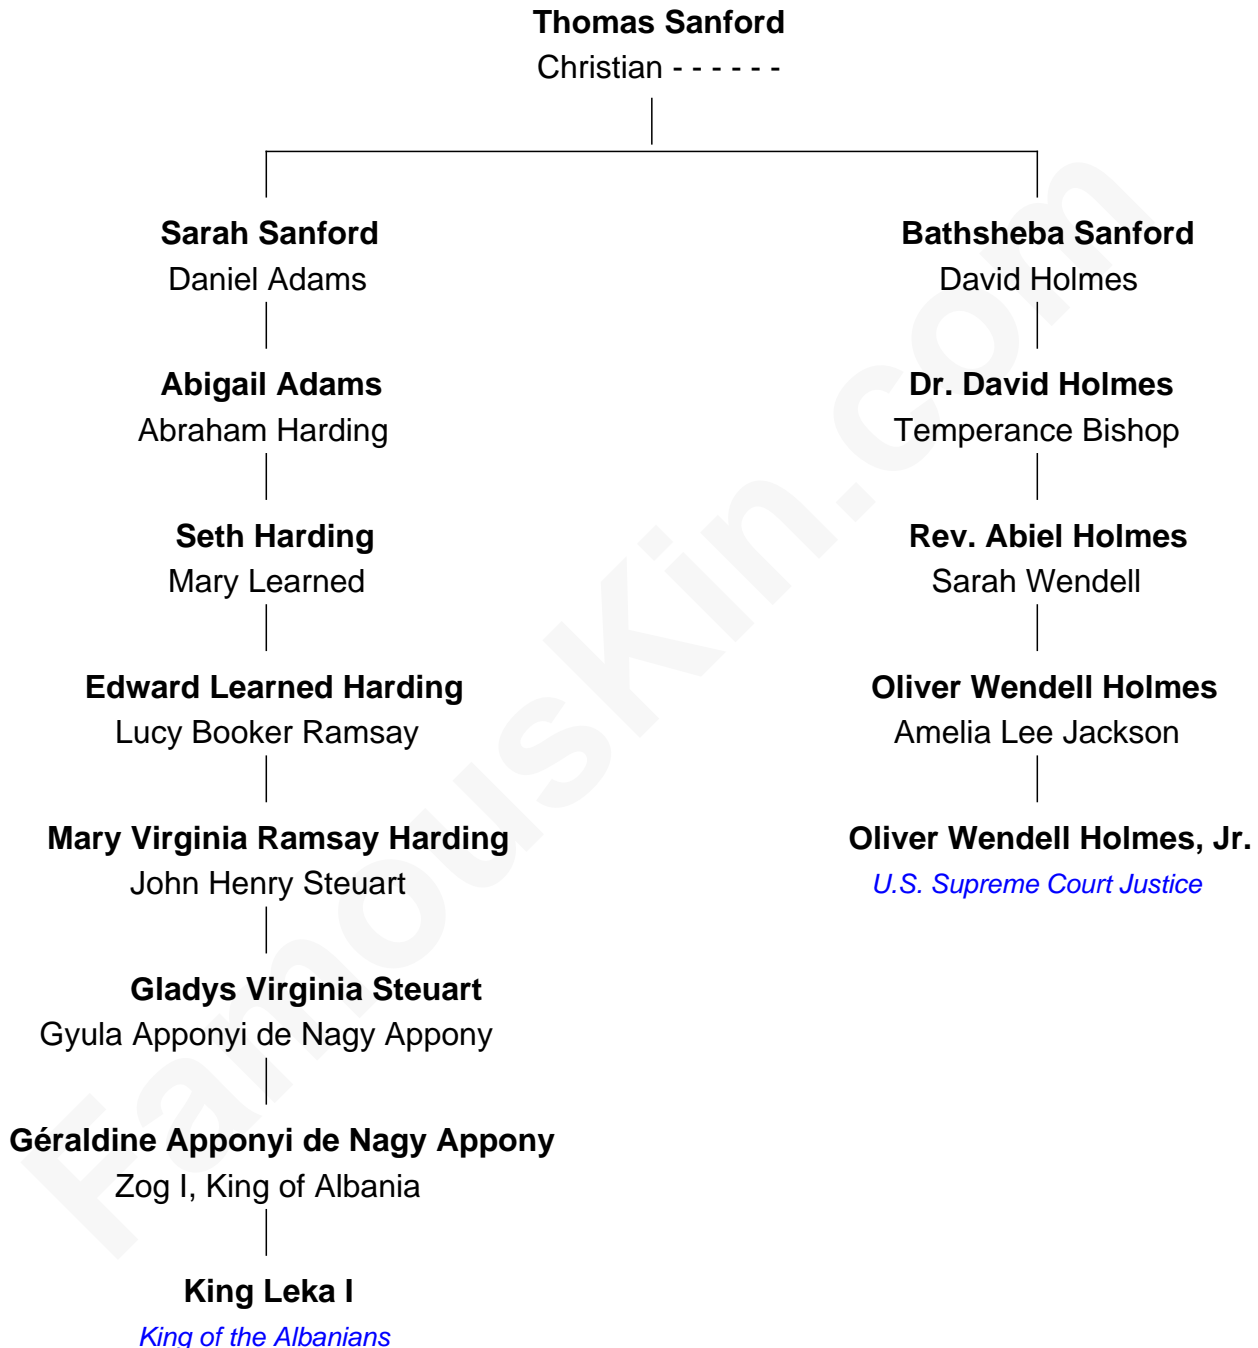 Thomas Sanford
Christian - - - - - -
Sarah Sanford
Daniel Adams
Abigail Adams
Abraham Harding
Seth Harding
Mary Learned
Edward Learned Harding
Lucy Booker Ramsay
Mary Virginia Ramsay Harding
John Henry Steuart
Gladys Virginia Steuart
Gyula Apponyi de Nagy Appony
Géraldine Apponyi de Nagy Appony
Zog I, King of Albania
King Leka I
King of the Albanians
Bathsheba Sanford
David Holmes
Dr. David Holmes
Temperance Bishop
Rev. Abiel Holmes
Sarah Wendell
Oliver Wendell Holmes
Amelia Lee Jackson
Oliver Wendell Holmes, Jr.
U.S. Supreme Court Justice
FamousKin.com